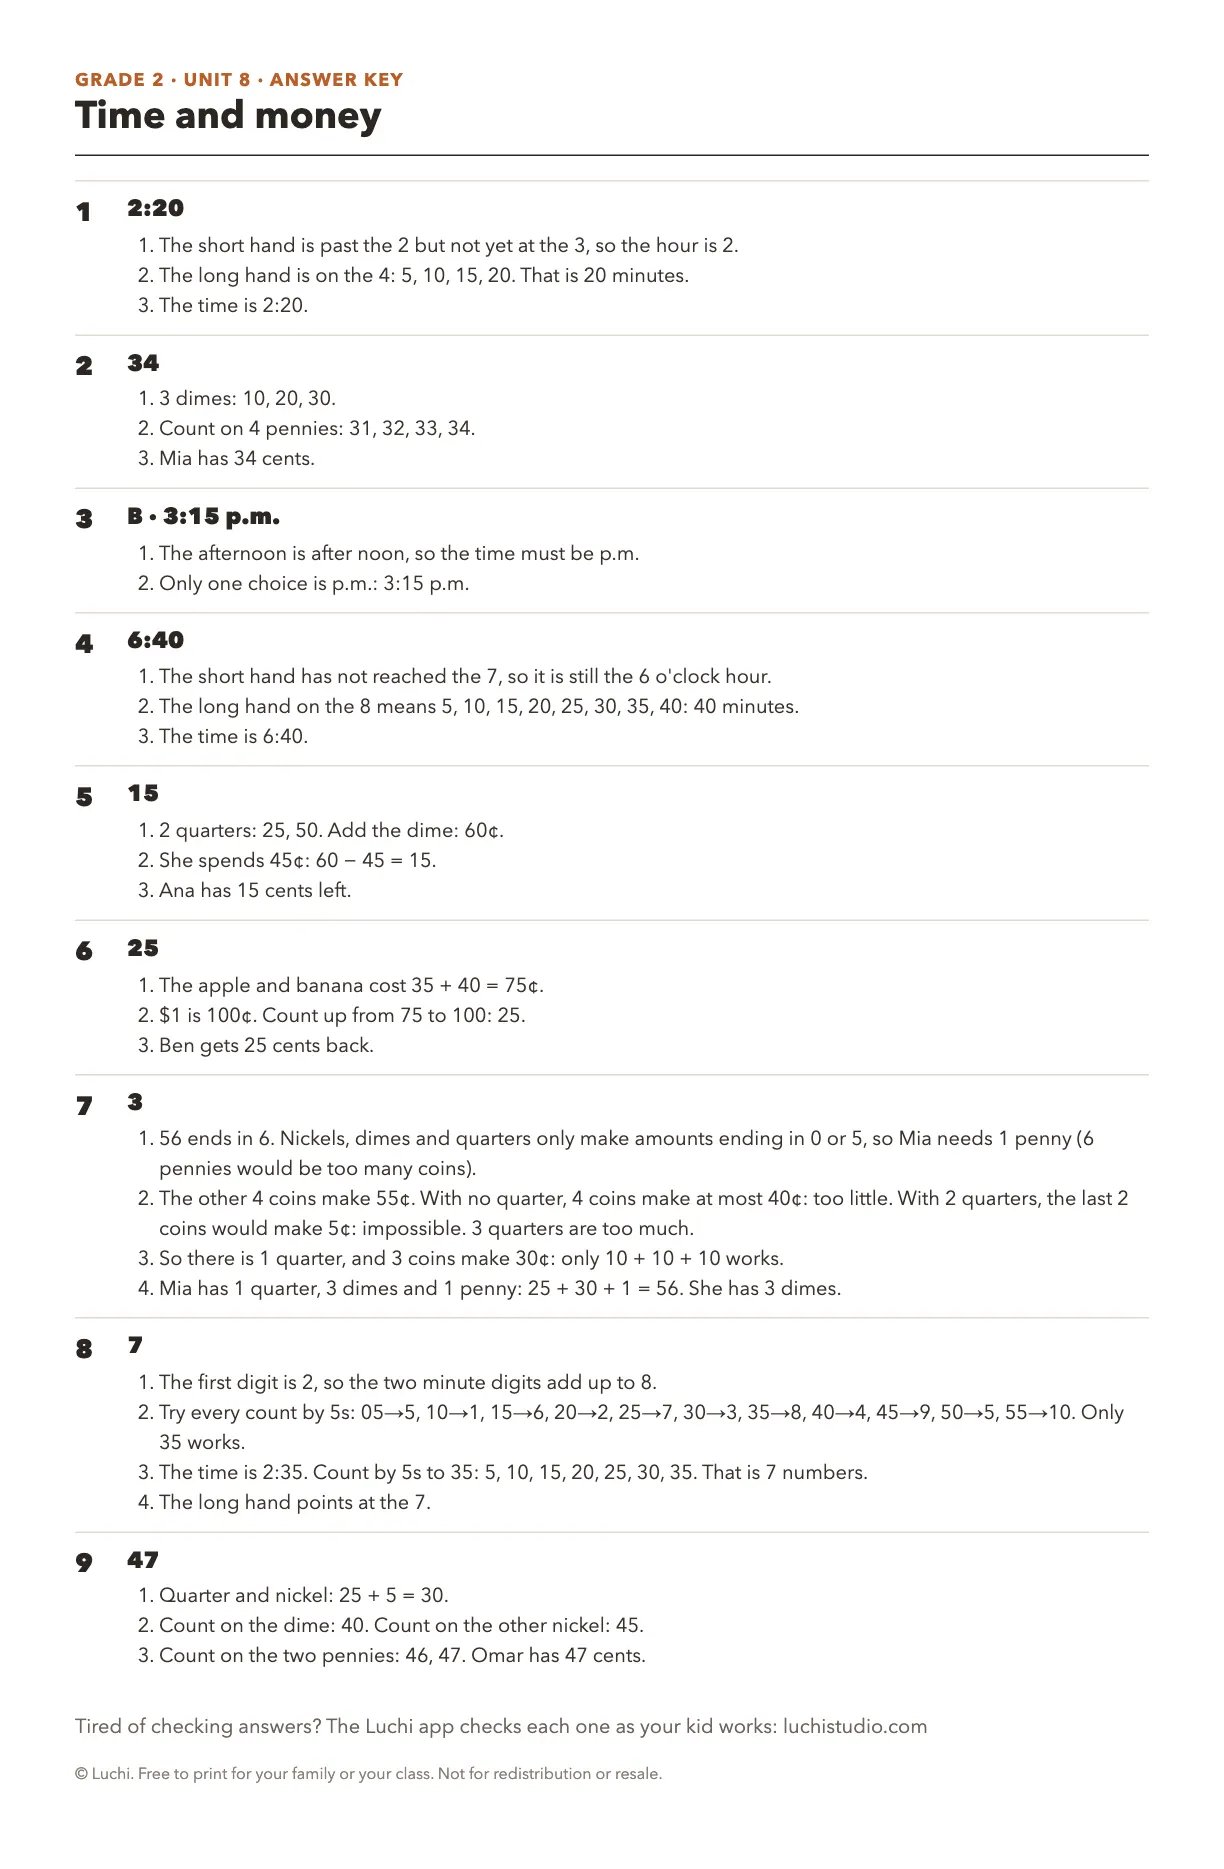 GRADE 2 · UNIT 8 · ANSWER KEY
Time and money
1 2:20
1. The short hand is past the 2 but not yet at the 3, so the hour is 2.
2. The long hand is on the 4: 5, 10, 15, 20. That is 20 minutes.
3. The time is 2:20.
2 34
1. 3 dimes: 10, 20, 30.
2. Count on 4 pennies: 31, 32, 33, 34.
3. Mia has 34 cents.
3 B · 3:15 p.m.
1. The afternoon is after noon, so the time must be p.m.
2. Only one choice is p.m.: 3:15 p.m.
4 6:40
1. The short hand has not reached the 7, so it is still the 6 o'clock hour.
2. The long hand on the 8 means 5, 10, 15, 20, 25, 30, 35, 40: 40 minutes.
3. The time is 6:40.
5 15
1. 2 quarters: 25, 50. Add the dime: 60¢.
2. She spends 45¢: 60 − 45 = 15.
3. Ana has 15 cents left.
6 25
1. The apple and banana cost 35 + 40 = 75¢.
2. $1 is 100¢. Count up from 75 to 100: 25.
3. Ben gets 25 cents back.
7 3
1. 56 ends in 6. Nickels, dimes and quarters only make amounts ending in 0 or 5, so Mia needs 1 penny (6
pennies would be too many coins).
2. The other 4 coins make 55¢. With no quarter, 4 coins make at most 40¢: too little. With 2 quarters, the last 2
coins would make 5¢: impossible. 3 quarters are too much.
3. So there is 1 quarter, and 3 coins make 30¢: only 10 + 10 + 10 works.
4. Mia has 1 quarter, 3 dimes and 1 penny: 25 + 30 + 1 = 56. She has 3 dimes.
8 7
1. The first digit is 2, so the two minute digits add up to 8.
2. Try every count by 5s: 05→5, 10→1, 15→6, 20→2, 25→7, 30→3, 35→8, 40→4, 45→9, 50→5, 55→10. Only
35 works.
3. The time is 2:35. Count by 5s to 35: 5, 10, 15, 20, 25, 30, 35. That is 7 numbers.
4. The long hand points at the 7.
9 47
1. Quarter and nickel: 25 + 5 = 30.
2. Count on the dime: 40. Count on the other nickel: 45.
3. Count on the two pennies: 46, 47. Omar has 47 cents.
Tired of checking answers? The Luchi app checks each one as your kid works: luchistudio.com
© Luchi. Free to print for your family or your class. Not for redistribution or resale.